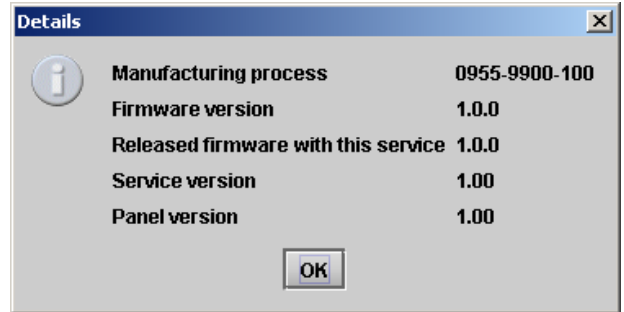 Details
Manufacturing process 0955-9900-100
Firmware version 1.0.0
Released firmware with this service 1.0.0
Service version 1.00
Panel version 1.00
OK